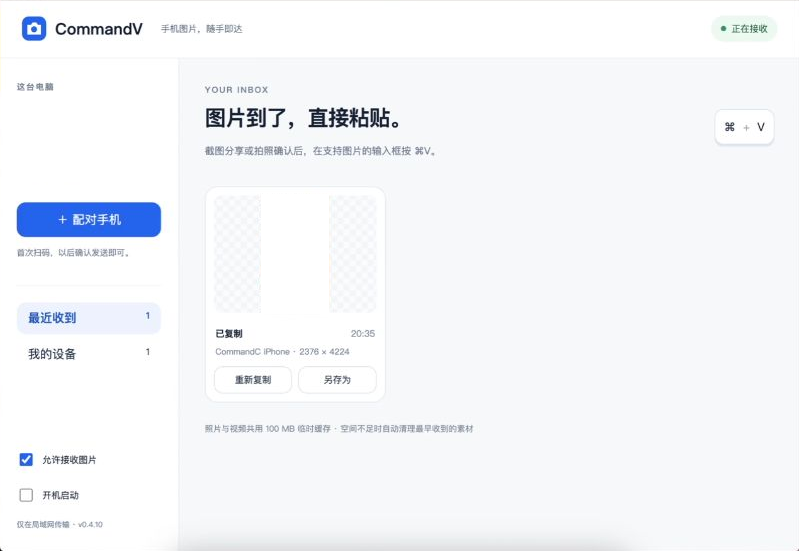 CommandV
手机图片，随手即达
正在接收
这台电脑
+ 配对手机
首次扫码，以后确认发送即可。
最近收到 1
我的设备 1
允许接收图片
开机启动
仅在局域网传输 · v0.4.10
YOUR INBOX
图片到了，直接粘贴。
截图分享或拍照确认后，在支持图片的输入框按 ⌘V。
⌘ + V
已复制 20:35
CommandC iPhone · 2376 × 4224
重新复制 另存为
照片与视频共用 100 MB 临时缓存 · 空间不足时自动清理最早收到的素材